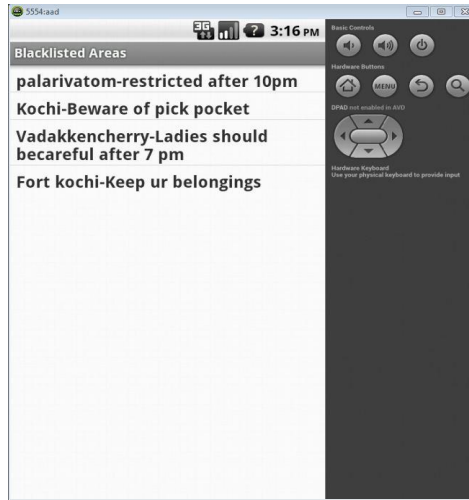 5554:aad
3G
3:16 PM
Blacklisted Areas
palarivatom-restricted after 10pm
Kochi-Beware of pick pocket
Vadakkencherry-Ladies should
becareful after 7 pm
Fort kochi-Keep ur belongings
Basic Controls
Hardware Buttons
MENU
DPAD not enabled in AVD
Hardware Keyboard
Use your physical keyboard to provide input